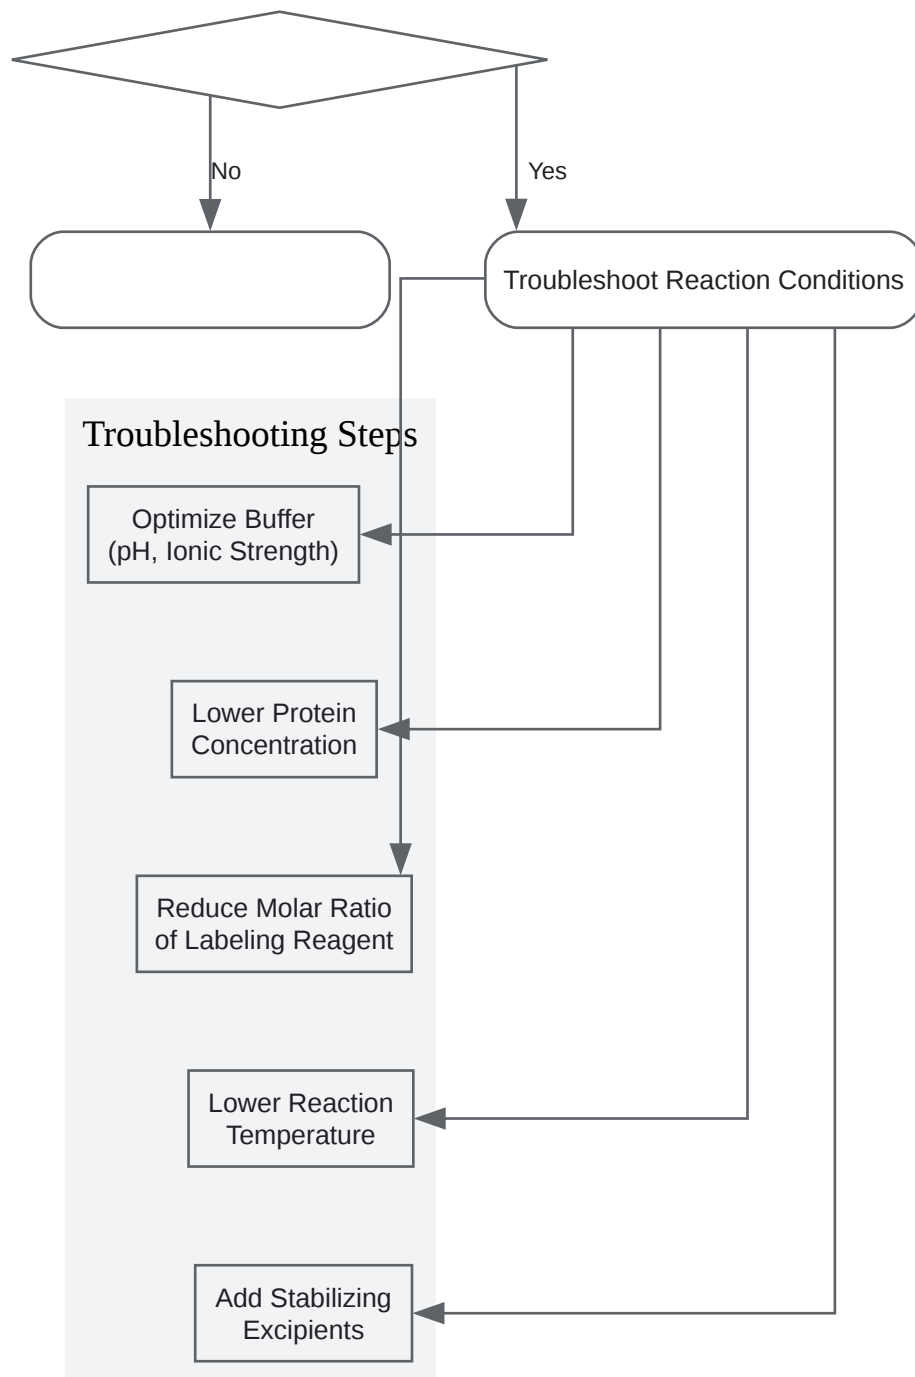 No
Yes
Troubleshoot Reaction Conditions
Troubleshooting Steps
Optimize Buffer
(pH, Ionic Strength)
Lower Protein
Concentration
Reduce Molar Ratio
of Labeling Reagent
Lower Reaction
Temperature
Add Stabilizing
Excipients